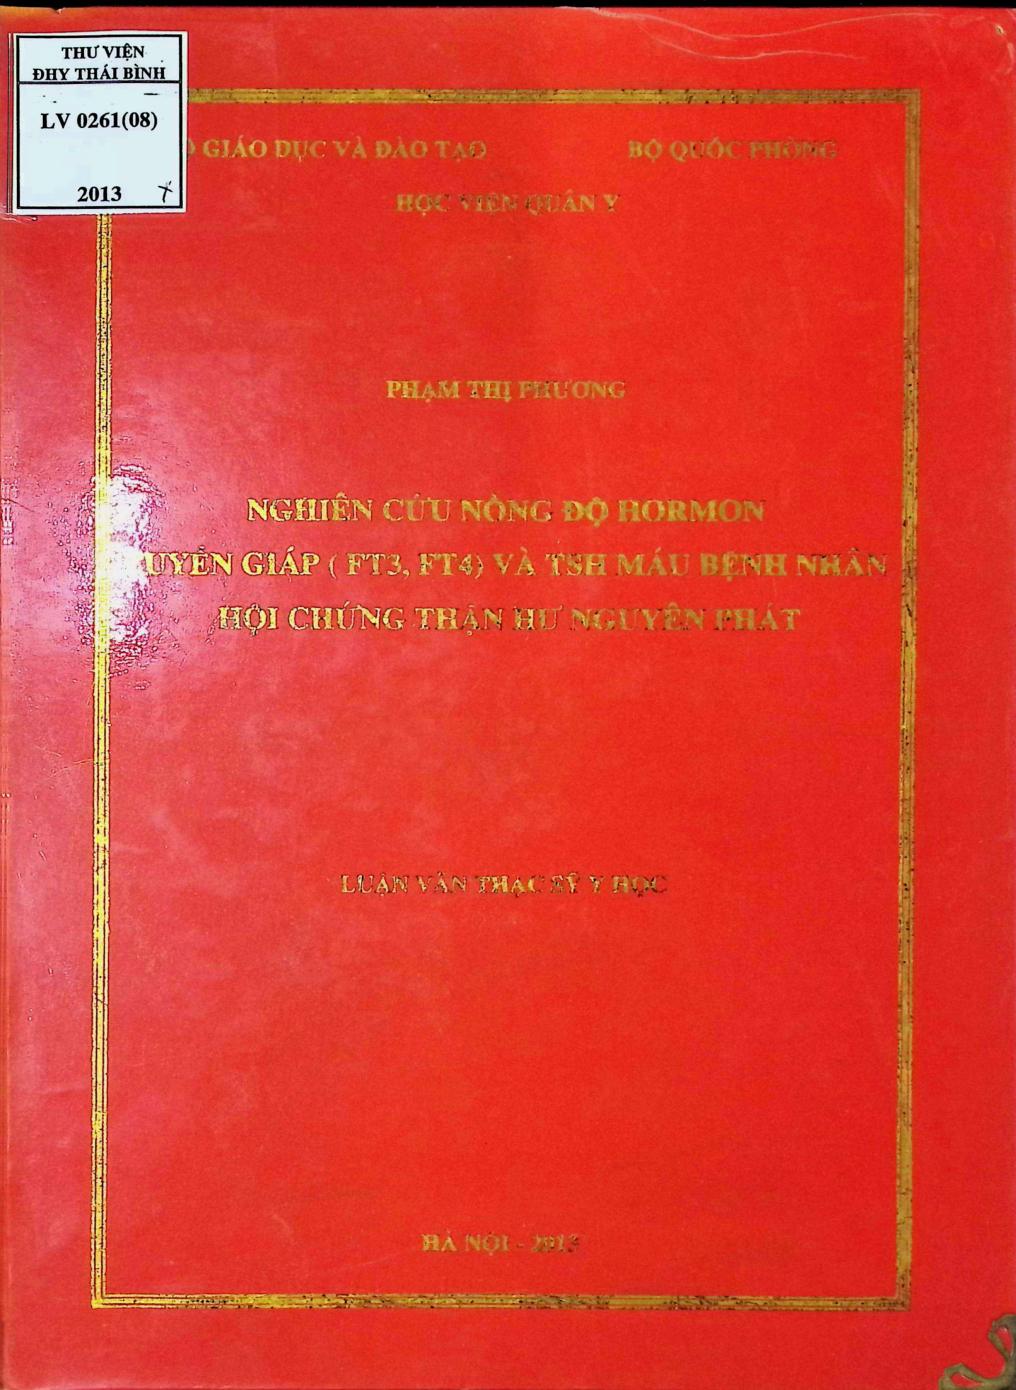 THƯ VIỆN
ĐHY THÁI BÌNH
LV 0261(08)
2013
GIÁO DỤC VÀ ĐÀO TẠO BỘ QUỐC PHÒNG
HỌC VIỆN QUÂN Y
PHẠM THỊ PHƯƠNG
NGHIÊN CỨU NỒNG ĐỘ HORMON
UYẾN GIÁP ( FT3, FT4) VÀ TSH MÁU BỆNH NHÂN
HỘI CHỨNG THẬN HƯ NGUYÊN PHÁT
LUẬN VĂN THẠC SỸ Y HỌC
HÀ NỘI - 2013